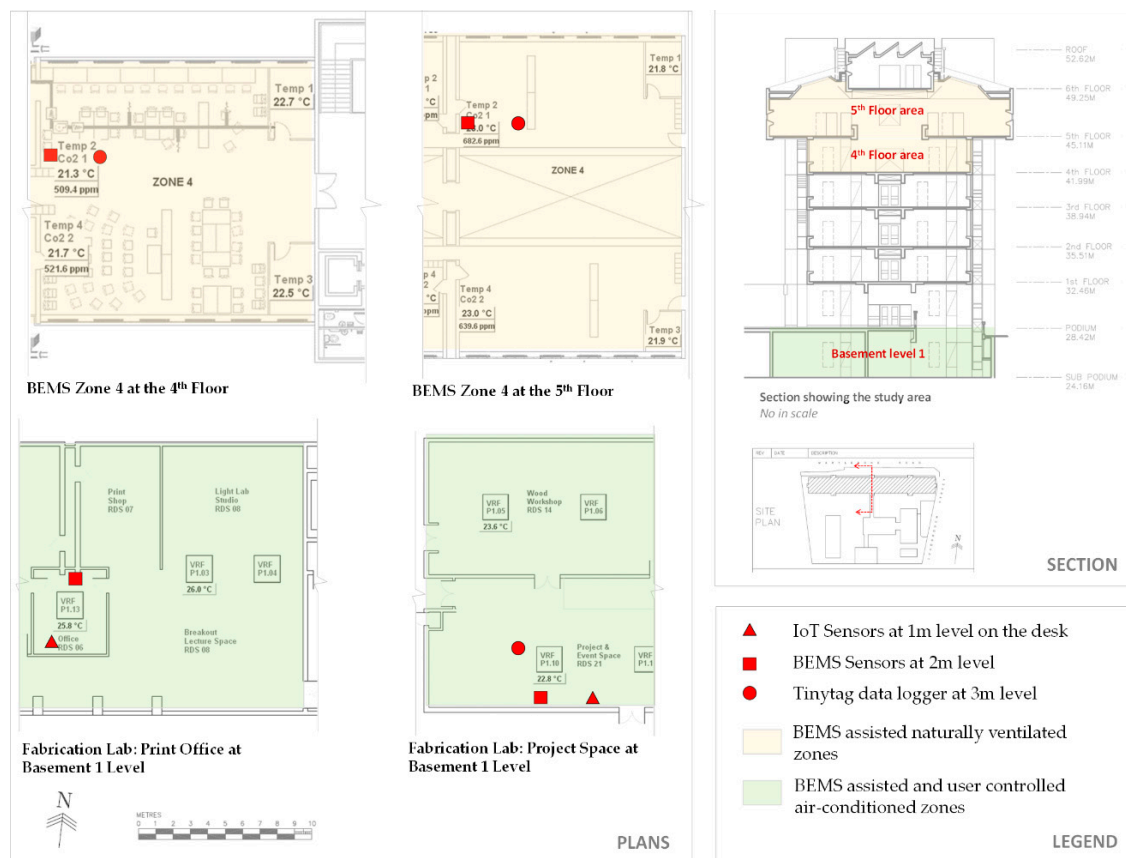 Temp 1
22.7 °C
Temp 2
Co2 1
21.3 °C
509.4 ppm
ZONE 4
Temp 4
Co2 2
21.7 °C
521.6 ppm
Temp 3
22.5 °C
BEMS Zone 4 at the 4th Floor
Temp 1
21.8 °C
Temp 2
Co2 1
682.6 ppm
ZONE 4
Temp 4
Co2 2
23.0 °C
639.6 ppm
Temp 3
21.9 °C
BEMS Zone 4 at the 5th Floor
Print
Shop
RDS 07
Light Lab
Studio
RDS 08
VRF
P1.03
26.0 °C
VRF
P1.04
VRF
P1.13
25.8 °C
Office
RDS 06
Breakout
Lecture Space
RDS 08
Fabrication Lab: Print Office at
Basement 1 Level
Wood
Workshop
RDS 14
VRF
P1.05
23.6 °C
VRF
P1.06
VRF
P1.10
22.8 °C
Project &
Event Space
RDS 21
VRF
P1.1
Fabrication Lab: Project Space at
Basement 1 Level
N
METRES
0 1 2 3 4 5 6 7 8 9 10
PLANS
ROOF
52.62M
6th FLOOR
49.25M
5th FLOOR
45.11M
4th FLOOR
41.99M
3rd FLOOR
38.94M
2nd FLOOR
35.51M
1st FLOOR
32.46M
PODIUM
28.42M
SUB PODIUM
24.16M
5th Floor area
4th Floor area
Basement level 1
Section showing the study area
No in scale
REV DATE DESCRIPTION
SITE
PLAN
N
SECTION
IoT Sensors at 1m level on the desk
BEMS Sensors at 2m level
Tinytag data logger at 3m level
BEMS assisted naturally ventilated
zones
BEMS assisted and user controlled
air-conditioned zones
LEGEND